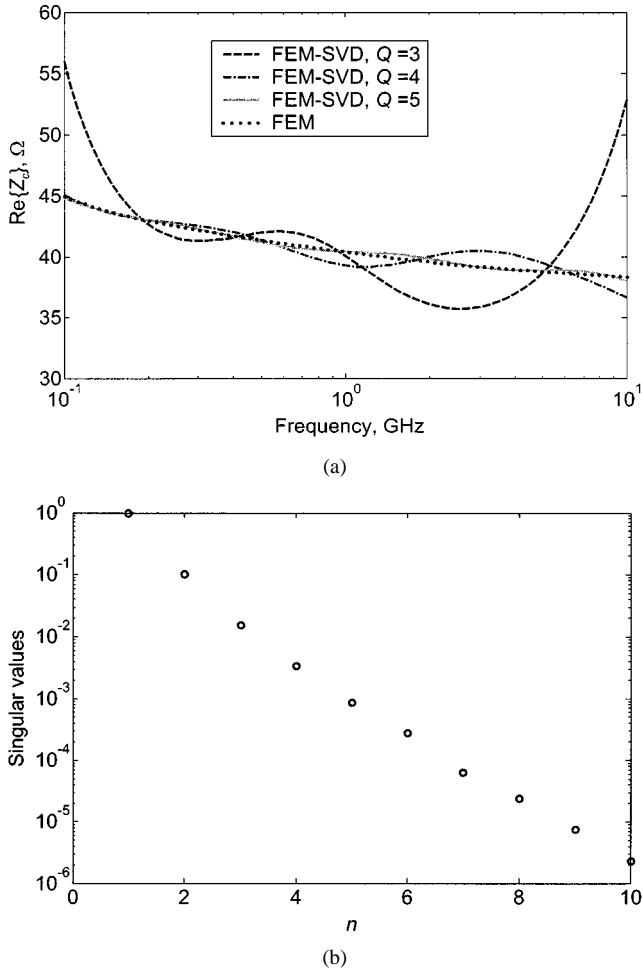 60
55
50
45
40
35
30
Re{Z_c}, Ω
FEM-SVD, Q =3
FEM-SVD, Q =4
FEM-SVD, Q =5
FEM
10^-1
10^0
10^1
Frequency, GHz
(a)
10^0
10^-1
10^-2
10^-3
10^-4
10^-5
10^-6
Singular values
0
2
4
6
8
10
n
(b)